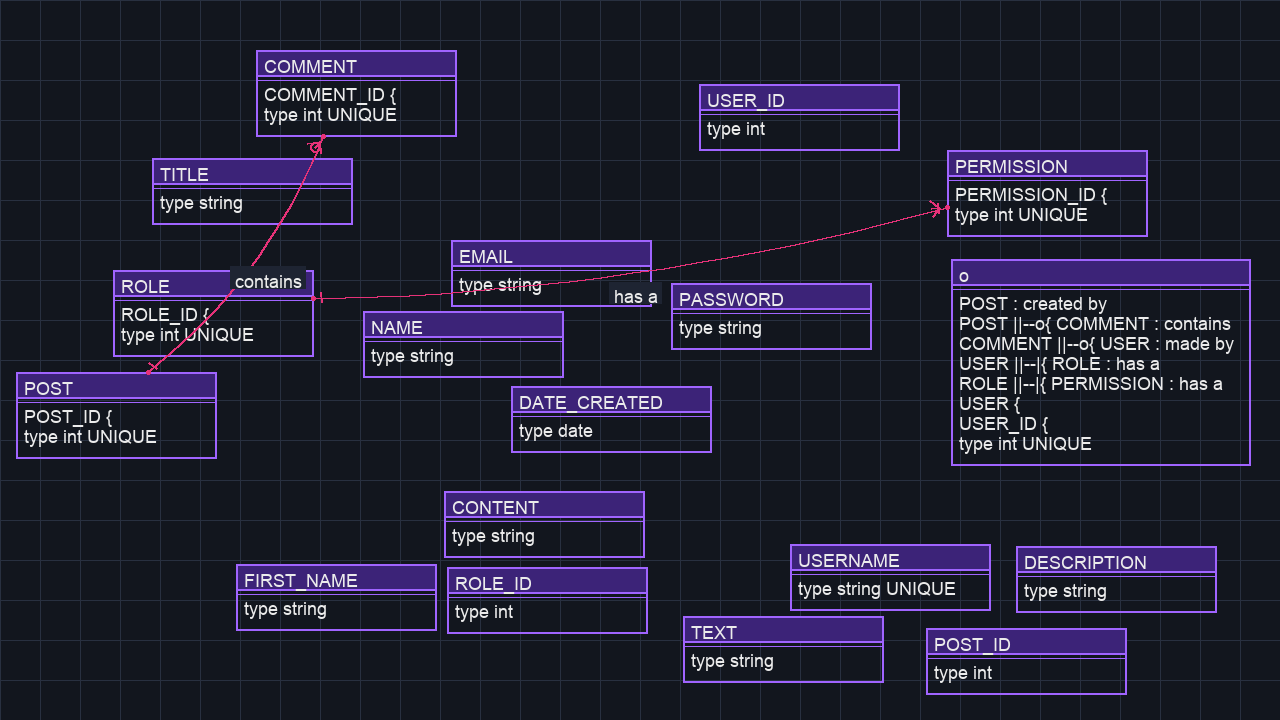 COMMENT
COMMENT_ID {
type int UNIQUE
USER_ID
type int
TITLE
type string
PERMISSION
PERMISSION_ID {
type int UNIQUE
EMAIL
type string
ROLE
ROLE_ID {
type int UNIQUE
contains
has a
PASSWORD
type string
o
POST : created by
POST ||--o{ COMMENT : contains
COMMENT ||--o{ USER : made by
USER ||--|{ ROLE : has a
ROLE ||--|{ PERMISSION : has a
USER {
USER_ID {
type int UNIQUE
NAME
type string
POST
POST_ID {
type int UNIQUE
DATE_CREATED
type date
CONTENT
type string
FIRST_NAME
type string
ROLE_ID
type int
USERNAME
type string UNIQUE
DESCRIPTION
type string
TEXT
type string
POST_ID
type int